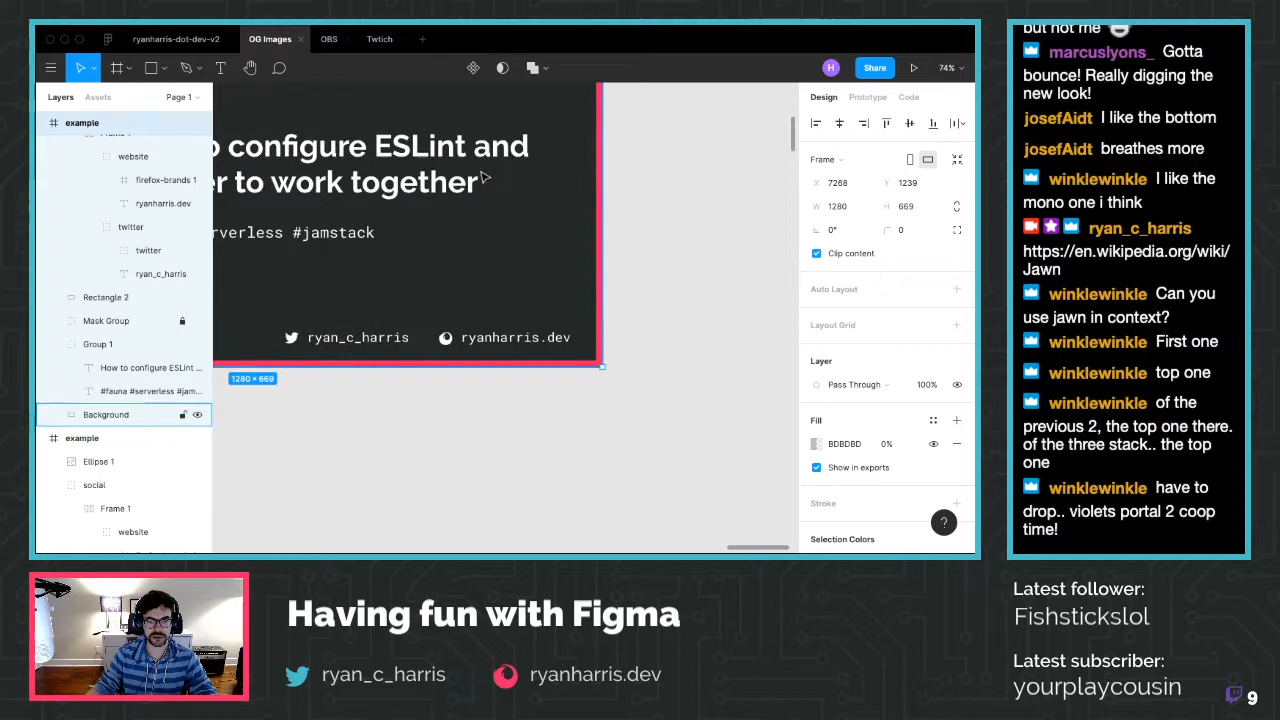 ryanharris-dot-dev-v2
OG Images
OBS
Twtich
H
Share
74%
Layers
Assets
Page 1
example
website
firefox-brands 1
ryanharris.dev
twitter
twitter
ryan_c_harris
Rectangle 2
Mask Group
Group 1
How to configure ESLint ...
#fauna #serverless #jam...
Background
example
Ellipse 1
social
Frame 1
website
o configure ESLint and
er to work together
rverless #jamstack
ryan_c_harris
ryanharris.dev
1280 × 669
Design
Prototype
Code
Frame
X 7268
Y 1239
W 1280
H 669
0°
0
Clip content
Auto Layout
Layout Grid
Layer
Pass Through
100%
Fill
BDBDBD
0%
Show in exports
Stroke
?
Selection Colors
but not me
marcuslyons_ Gotta
bounce! Really digging the
new look!
josefAidt I like the bottom
josefAidt breathes more
winklewinkle I like the
mono one i think
ryan_c_harris
https://en.wikipedia.org/wiki/
Jawn
winklewinkle Can you
use jawn in context?
winklewinkle First one
winklewinkle top one
winklewinkle of the
previous 2, the top one there.
of the three stack.. the top
one
winklewinkle have to
drop.. violets portal 2 coop
time!
Having fun with Figma
ryan_c_harris
ryanharris.dev
Latest follower:
Fishstickslol
Latest subscriber:
yourplaycousin
9